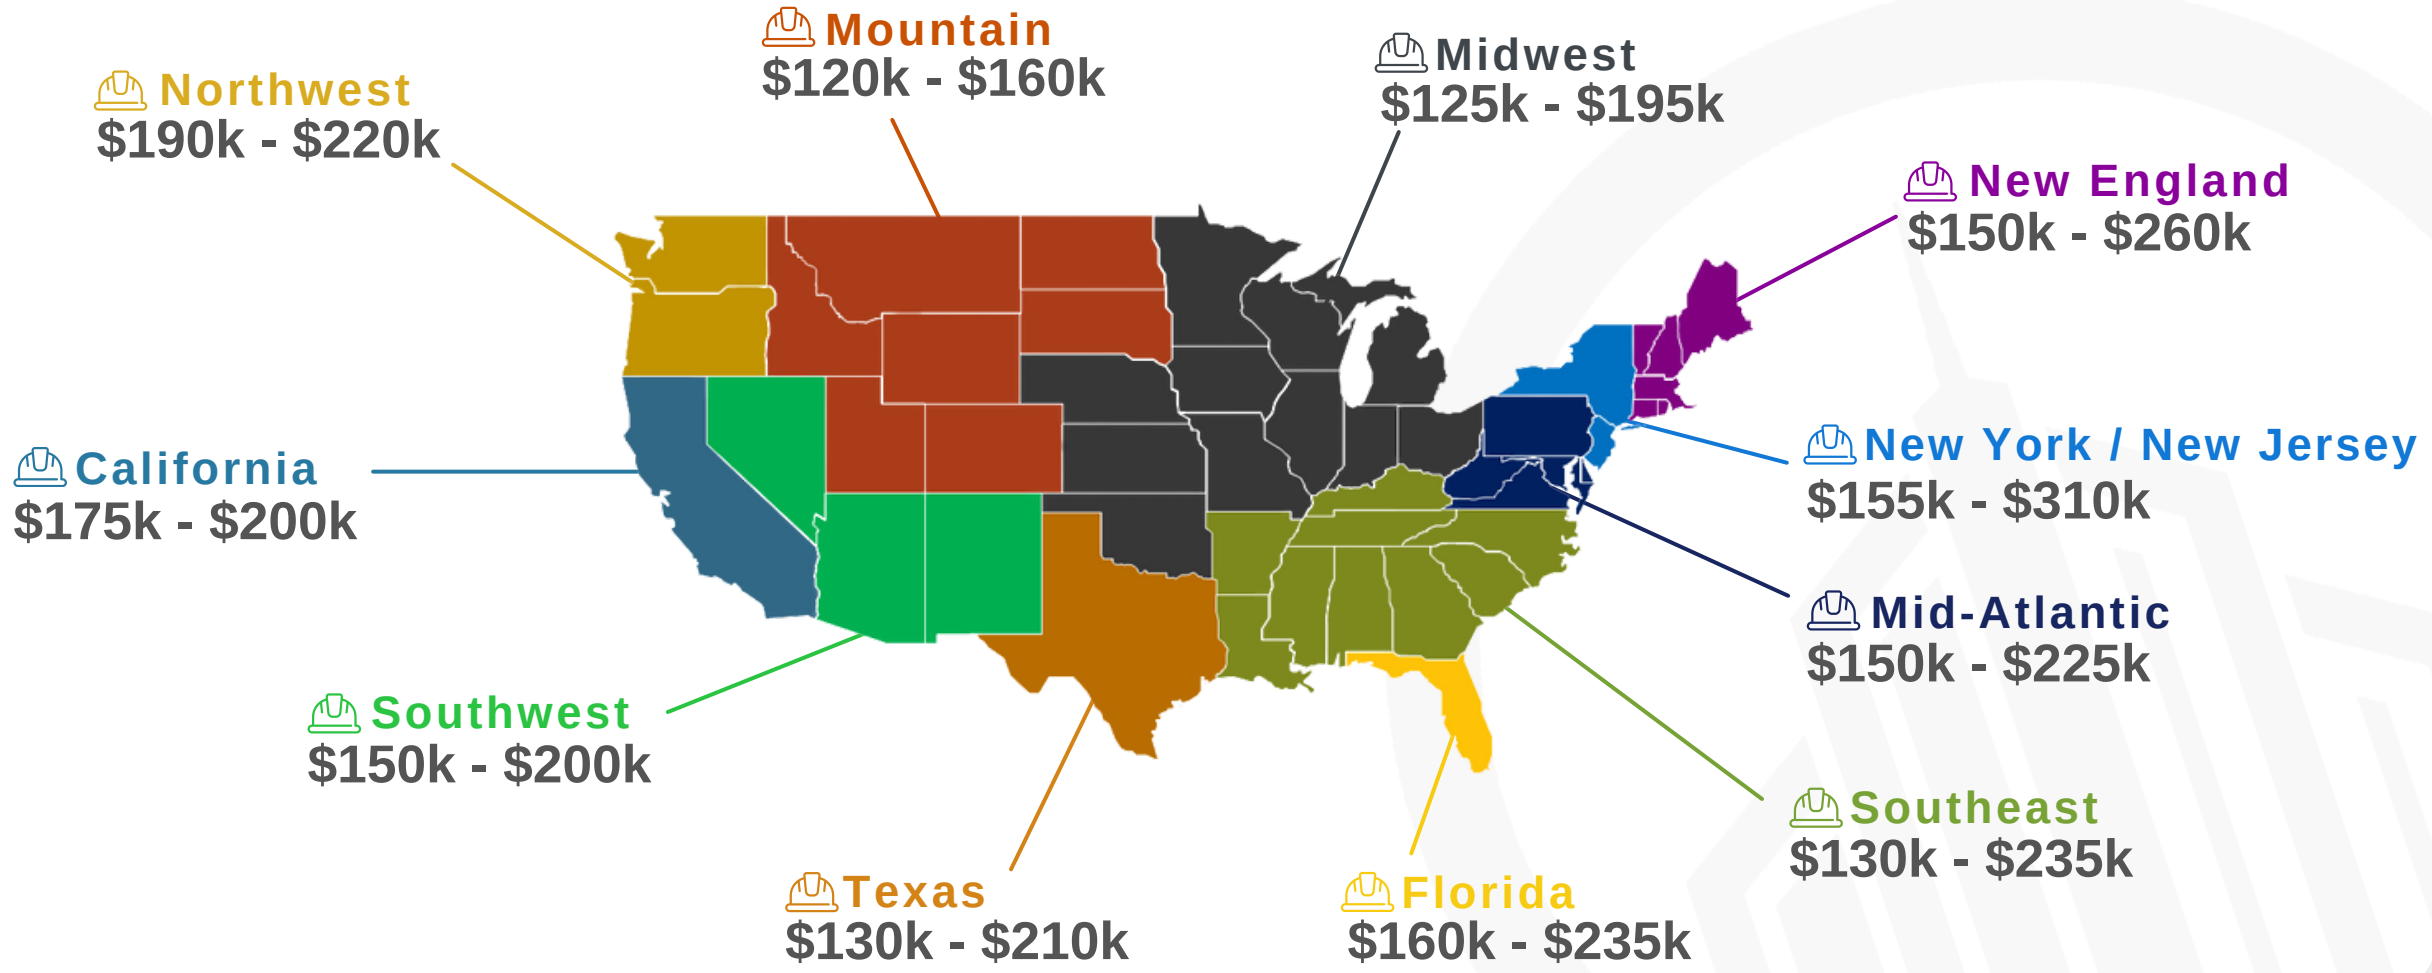 Mountain
$120k - $160k
Midwest
$125k - $195k
Northwest
$190k - $220k
New England
$150k - $260k
California
$175k - $200k
New York / New Jersey
$155k - $310k
Mid-Atlantic
$150k - $225k
Southwest
$150k - $200k
Southeast
$130k - $235k
Texas
$130k - $210k
Florida
$160k - $235k